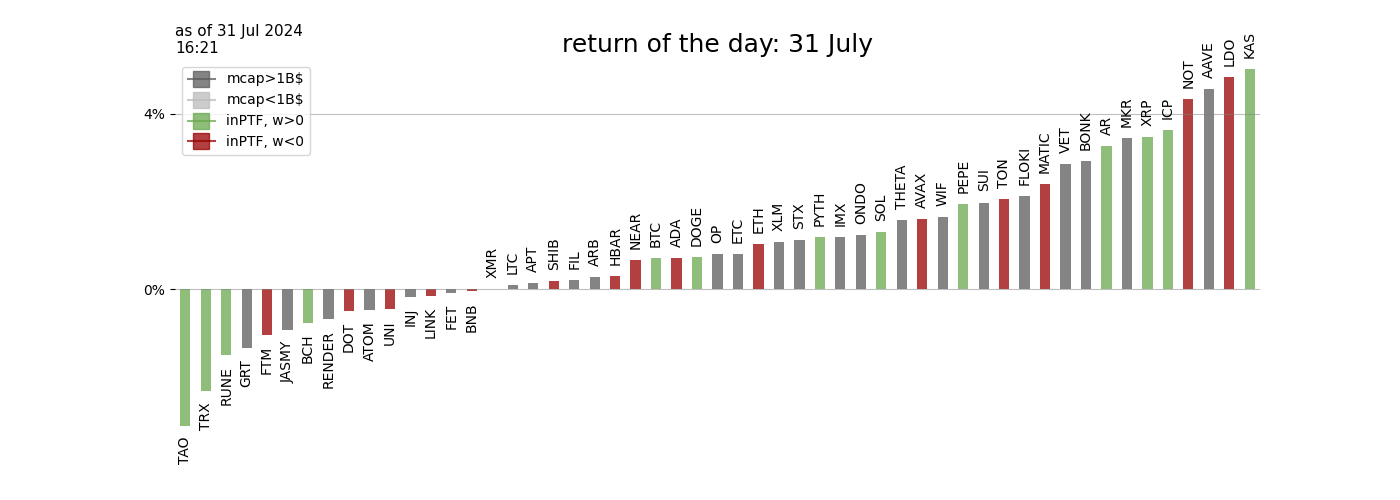 as of 31 Jul 2024
16:21
return of the day: 31 July
mcap>1B$
mcap<1B$
inPTF, w>0
inPTF, w<0
4%
0%
TAO
TRX
RUNE
GRT
FTM
JASMY
BCH
RENDER
DOT
ATOM
UNI
INJ
LINK
FET
BNB
XMR
LTC
APT
SHIB
FIL
ARB
HBAR
NEAR
BTC
ADA
DOGE
OP
ETC
ETH
XLM
STX
PYTH
IMX
ONDO
SOL
THETA
AVAX
WIF
PEPE
SUI
TON
FLOKI
MATIC
VET
BONK
AR
MKR
XRP
ICP
NOT
AAVE
LDO
KAS